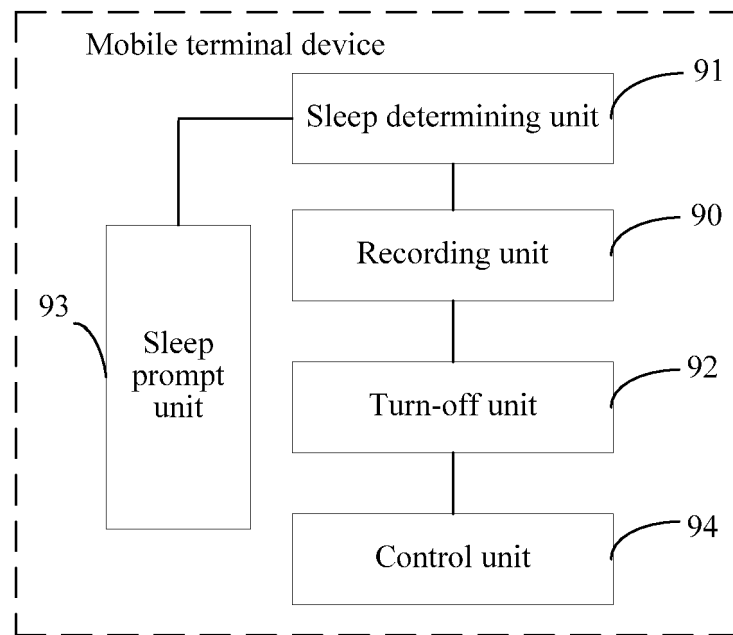 Mobile terminal device
91
Sleep determining unit
90
Recording unit
93
Sleep
prompt
unit
92
Turn-off unit
94
Control unit